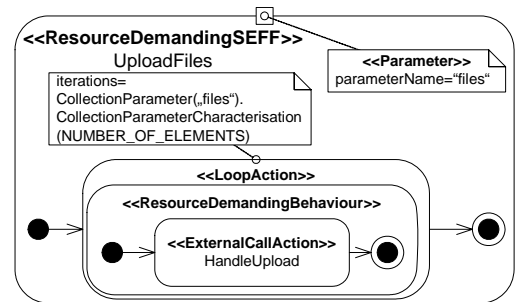 <<ResourceDemandingSEFF>>
UploadFiles
<<Parameter>>
parameterName=“files“
iterations=
CollectionParameter(„files“).
CollectionParameterCharacterisation
(NUMBER_OF_ELEMENTS)
<<LoopAction>>
<<ResourceDemandingBehaviour>>
<<ExternalCallAction>>
HandleUpload